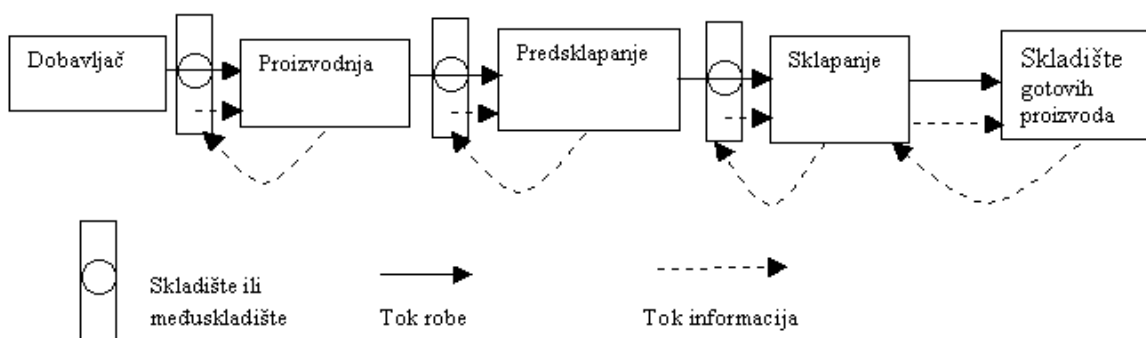 Dobavljač
Proizvodnja
Predsklapanje
Sklapanje
Skladište
gotovih
proizvoda
Skladište ili
međuskladište
Tok robe
Tok informacija